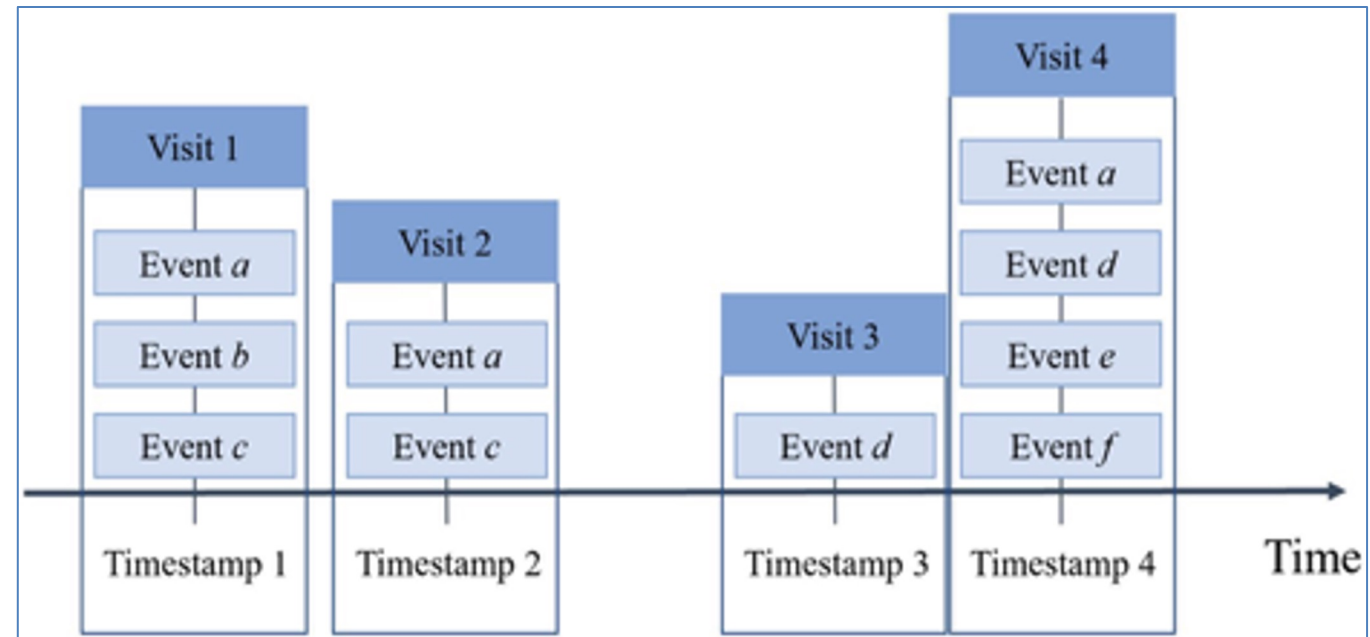 Visit 1
Event a
Event b
Event c
Timestamp 1
Visit 2
Event a
Event c
Timestamp 2
Visit 3
Event d
Timestamp 3
Visit 4
Event a
Event d
Event e
Event f
Timestamp 4
Time